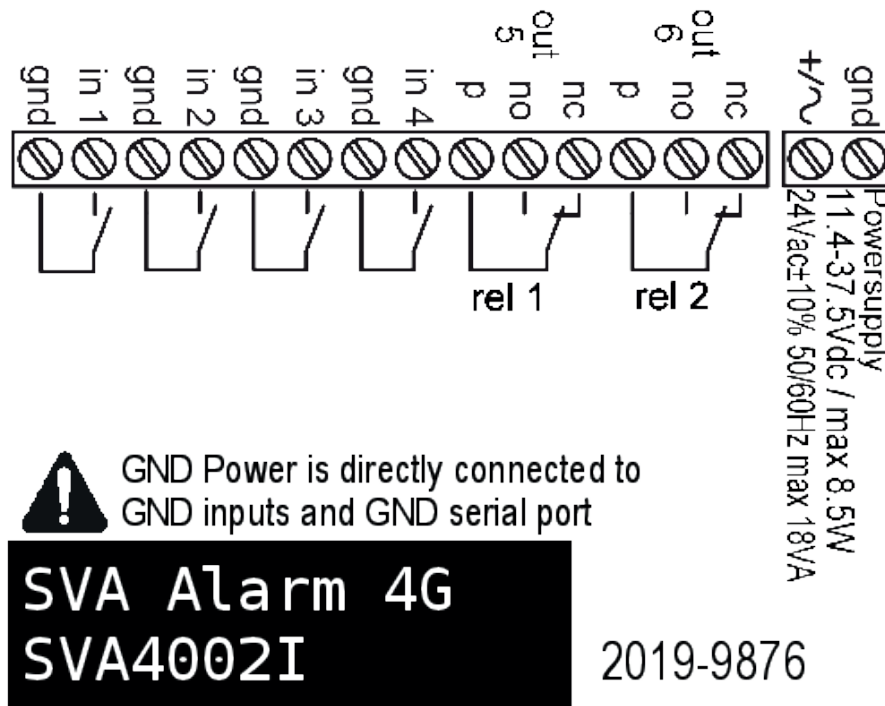 out
5
out
6
gnd in 1 gnd in 2 gnd in 3 gnd in 4 p no nc p no nc +/~ gnd
rel 1 rel 2
Powersupply
11.4-37.5Vdc / max 8.5W
24Vac±10% 50/60Hz max 18VA
GND Power is directly connected to
GND inputs and GND serial port
SVA Alarm 4G
SVA4002I
2019-9876